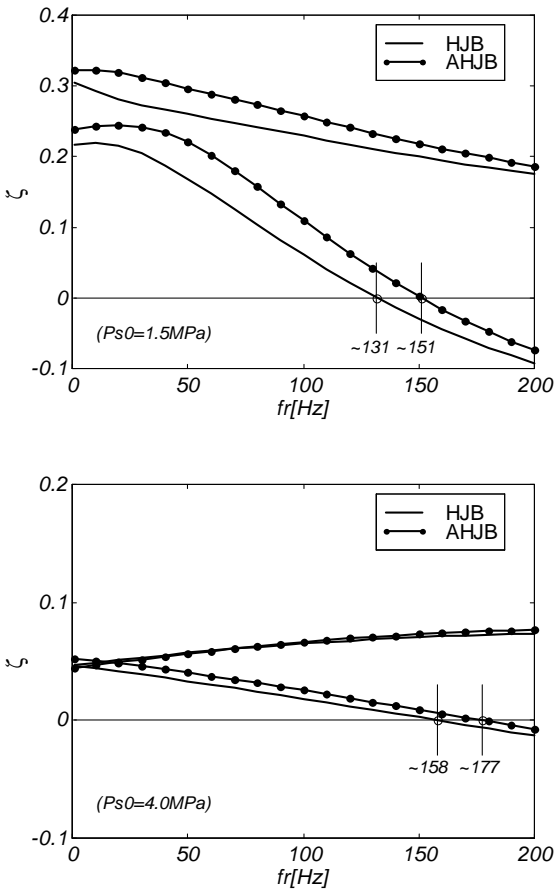 0.4
0.3
0.2
0.1
0
-0.1
ζ
HJB
AHJB
(Ps0=1.5MPa)
~131 ~151
0 50 100 150 200
fr[Hz]
0.2
0.1
0
-0.1
ζ
HJB
AHJB
(Ps0=4.0MPa)
~158 ~177
0 50 100 150 200
fr[Hz]